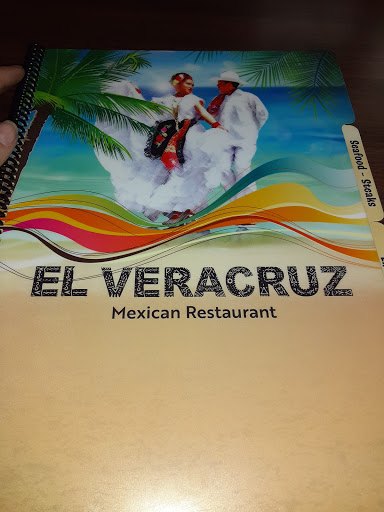 EL VERACRUZ
Mexican Restaurant
Seafood - Steaks